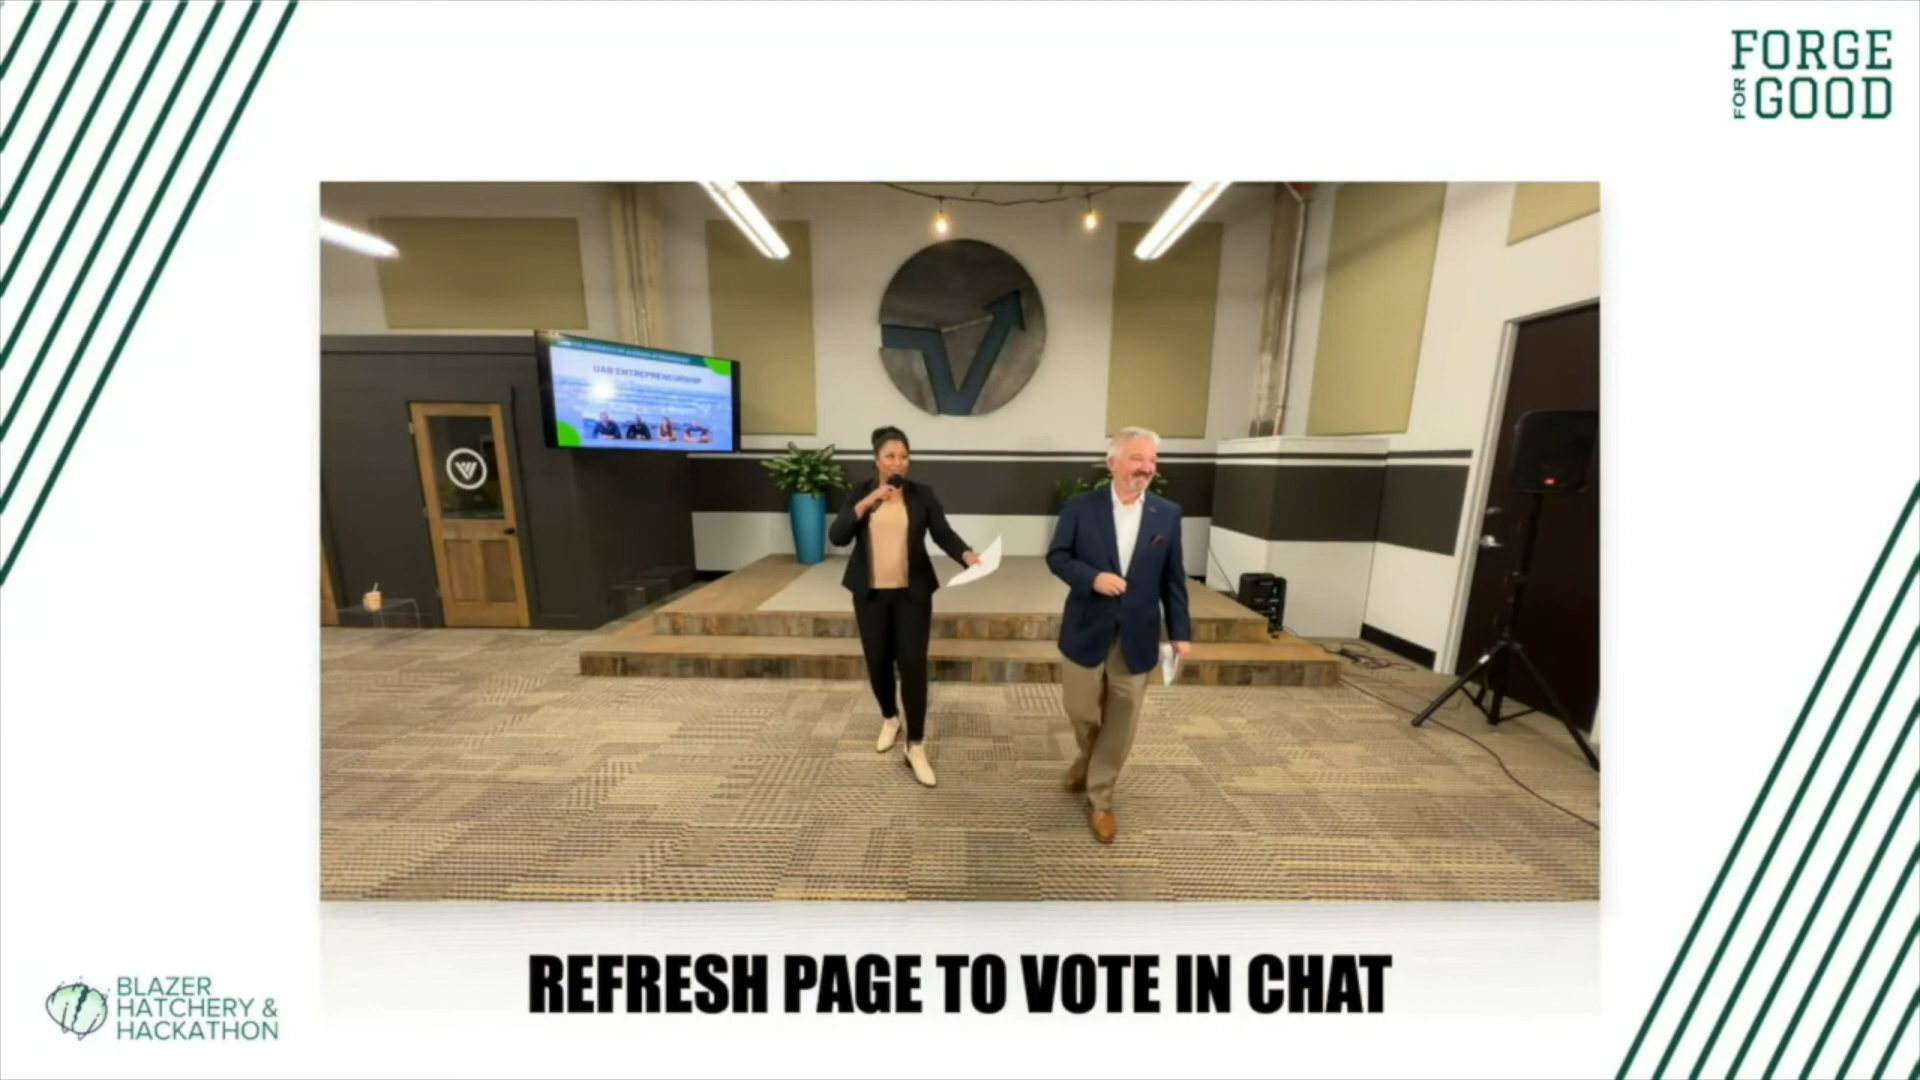 FORGE
FOR GOOD
UAB ENTREPRENEURSHIP
REFRESH PAGE TO VOTE IN CHAT
BLAZER
HATCHERY &
HACKATHON